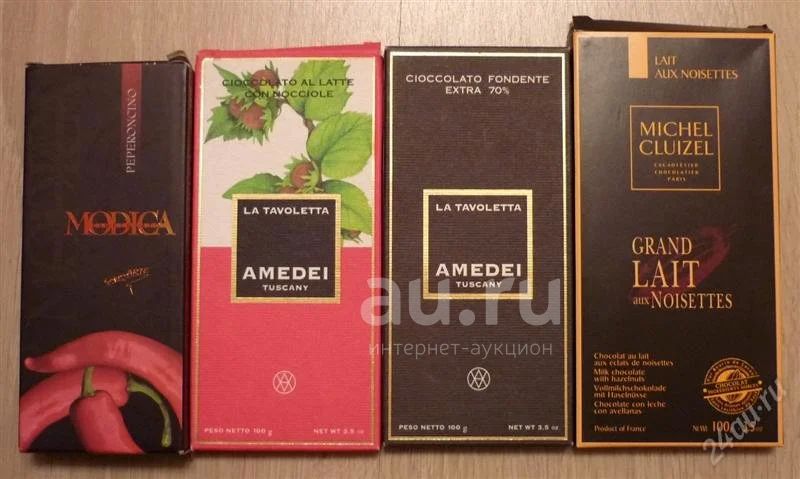 PEPERONCINO
MODICA
CIOCCOLATO AL LATTE
CON NOCCIOLE
LA TAVOLETTA
AMEDEI
TUSCANY
PESO NETTO 100 g
NET WT 3.5 oz
CIOCCOLATO FONDENTE
EXTRA 70%
LA TAVOLETTA
AMEDEI
TUSCANY
PESO NETTO 100 g
NET WT 3.5 oz
LAIT
AUX NOISETTES
MICHEL
CLUIZEL
CACAOTÉIER
CHOCOLATIER
PARIS
GRAND
LAIT
aux NOISETTES
Chocolat au lait
aux éclats de noisettes
Milk chocolate
with hazelnuts
Vollmilchschokolade
mit Haselnüsse
Chocolate con leche
con avellanas
Product of France
CHOCOLAT
au.ru
интернет-аукцион
24au.ru